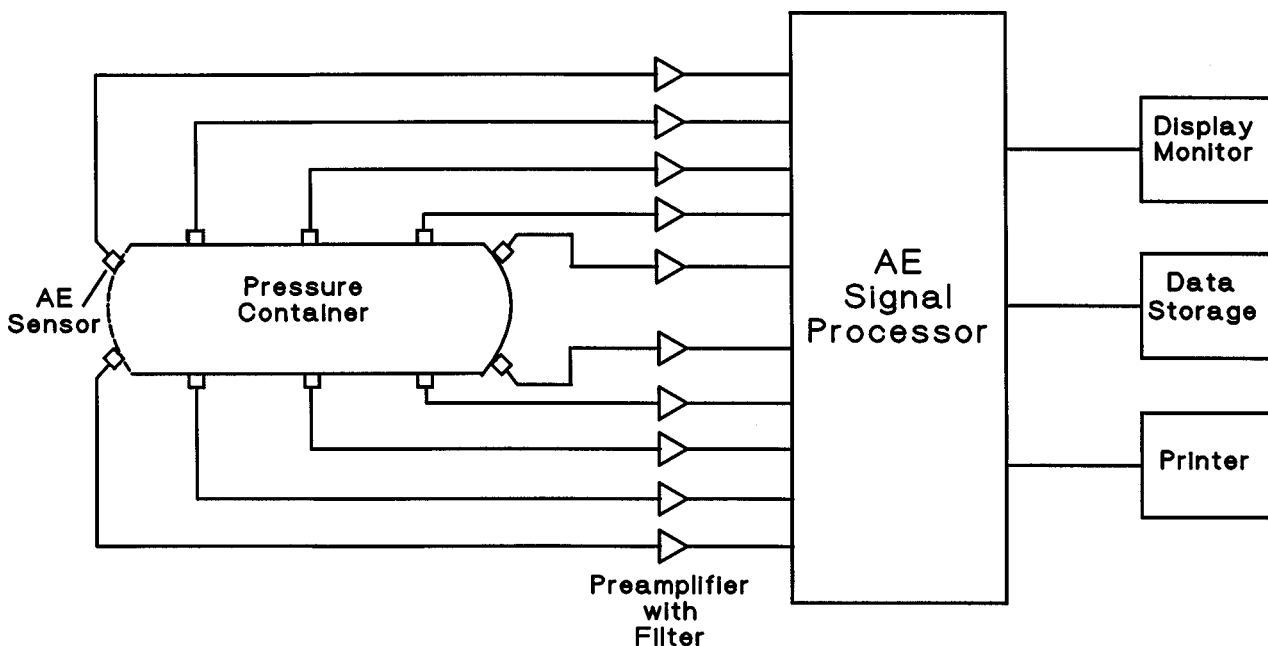 AE
Sensor
Pressure
Container
Preamplifier
with
Filter
AE
Signal
Processor
Display
Monitor
Data
Storage
Printer